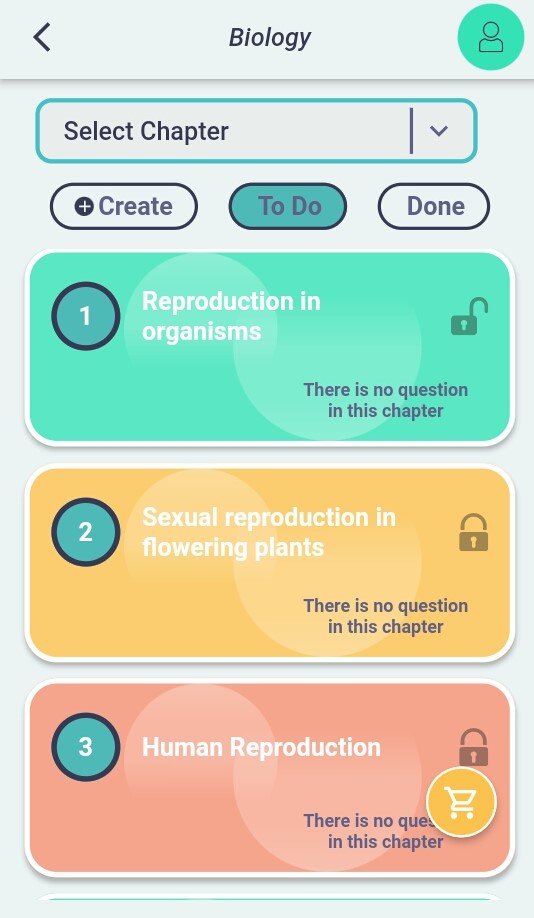 Biology
Select Chapter
Create
To Do
Done
1
Reproduction in
organisms
There is no question
in this chapter
2
Sexual reproduction in
flowering plants
There is no question
in this chapter
3
Human Reproduction
There is no ques
in this chapter